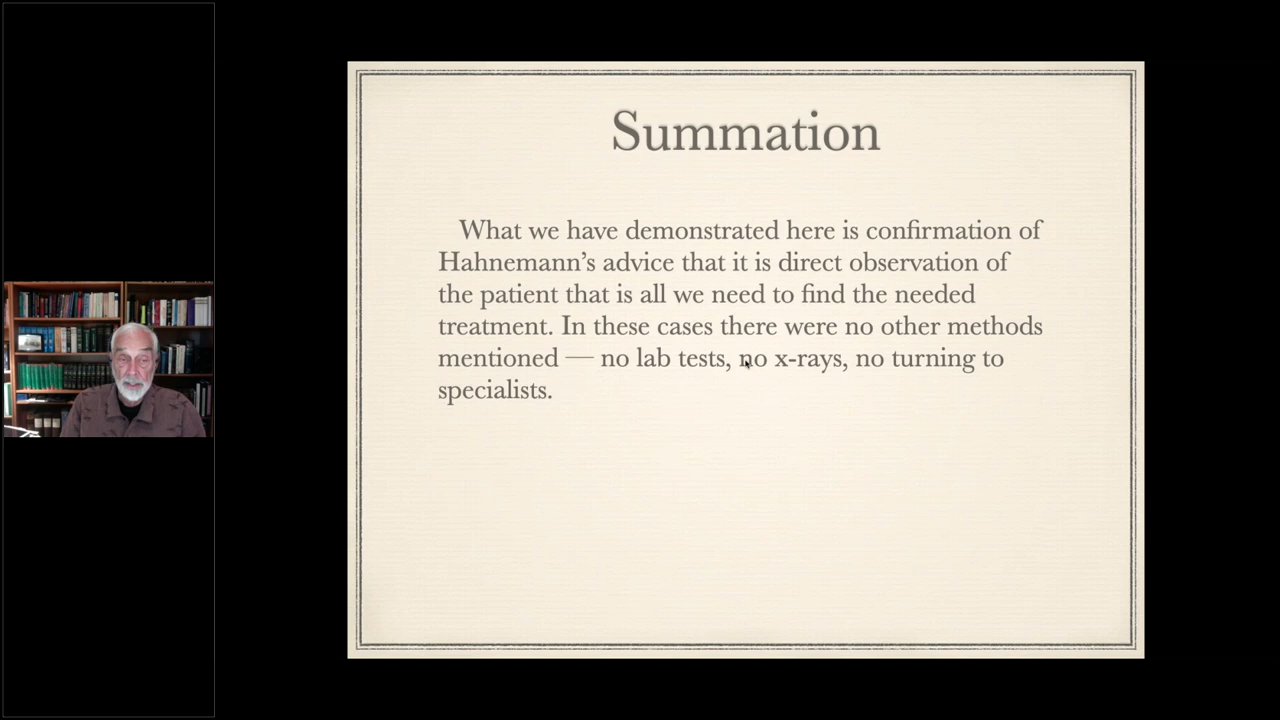 Summation
What we have demonstrated here is confirmation of
Hahnemann’s advice that it is direct observation of
the patient that is all we need to find the needed
treatment. In these cases there were no other methods
mentioned — no lab tests, no x-rays, no turning to
specialists.